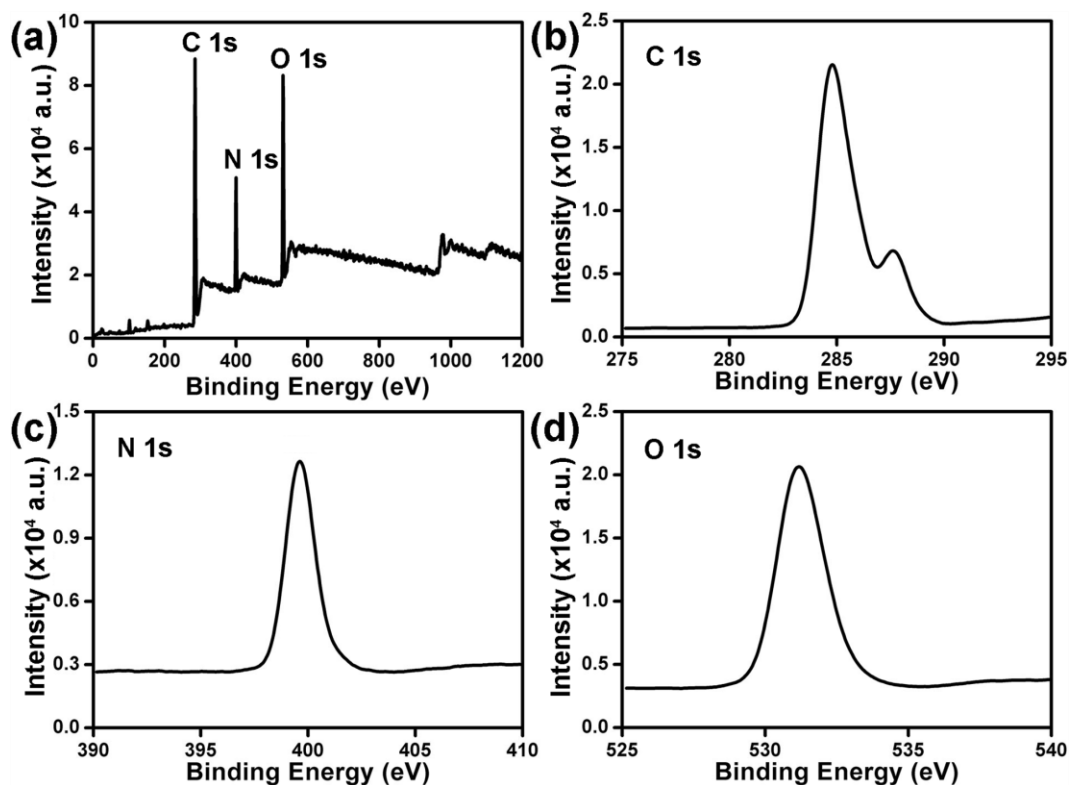 (a)
C 1s
N 1s
O 1s
10
8
6
4
2
0
Intensity (x10⁴ a.u.)
0 200 400 600 800 1000 1200
Binding Energy (eV)
(b)
C 1s
2.5
2.0
1.5
1.0
0.5
0.0
Intensity (x10⁴ a.u.)
275 280 285 290 295
Binding Energy (eV)
(c)
N 1s
1.5
1.2
0.9
0.6
0.3
0.0
Intensity (x10⁴ a.u.)
390 395 400 405 410
Binding Energy (eV)
(d)
O 1s
2.5
2.0
1.5
1.0
0.5
0.0
Intensity (x10⁴ a.u.)
525 530 535 540
Binding Energy (eV)